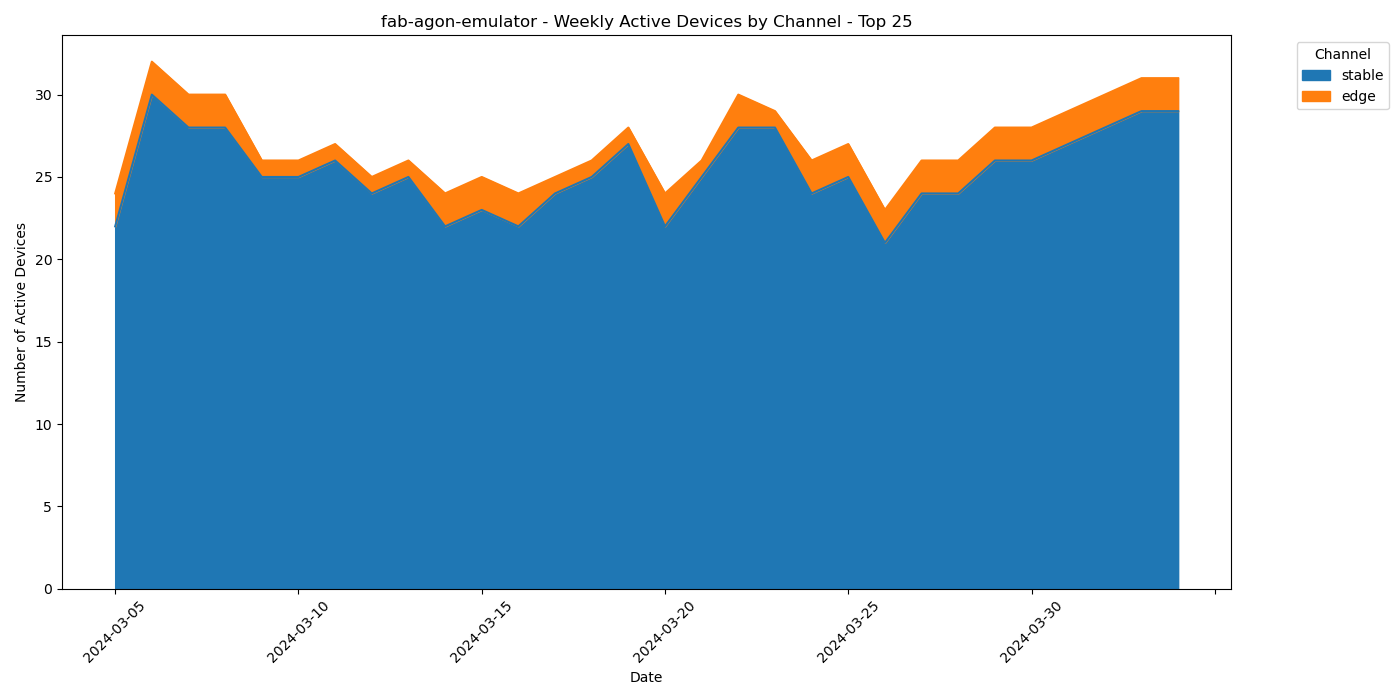 fab-agon-emulator - Weekly Active Devices by Channel - Top 25
Channel
stable
edge
Number of Active Devices
30
25
20
15
10
5
0
2024-03-05
2024-03-10
2024-03-15
2024-03-20
2024-03-25
2024-03-30
Date